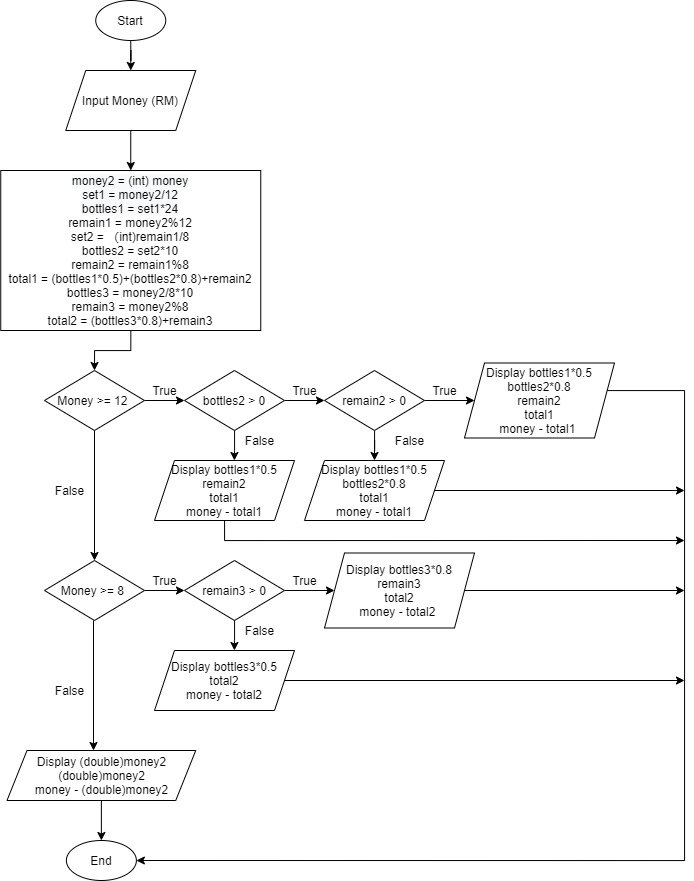 Start
Input Money (RM)
money2 = (int) money
set1 = money2/12
bottles1 = set1*24
remain1 = money2%12
set2 = (int)remain1/8
bottles2 = set2*10
remain2 = remain1%8
total1 = (bottles1*0.5)+(bottles2*0.8)+remain2
bottles3 = money2/8*10
remain3 = money2%8
total2 = (bottles3*0.8)+remain3
Money >= 12
True
bottles2 > 0
True
remain2 > 0
True
Display bottles1*0.5
bottles2*0.8
remain2
total1
money - total1
False
False
Display bottles1*0.5
remain2
total1
money - total1
Display bottles1*0.5
bottles2*0.8
total1
money - total1
False
Money >= 8
True
remain3 > 0
True
Display bottles3*0.8
remain3
total2
money - total2
False
Display bottles3*0.5
total2
money - total2
False
Display (double)money2
(double)money2
money - (double)money2
End